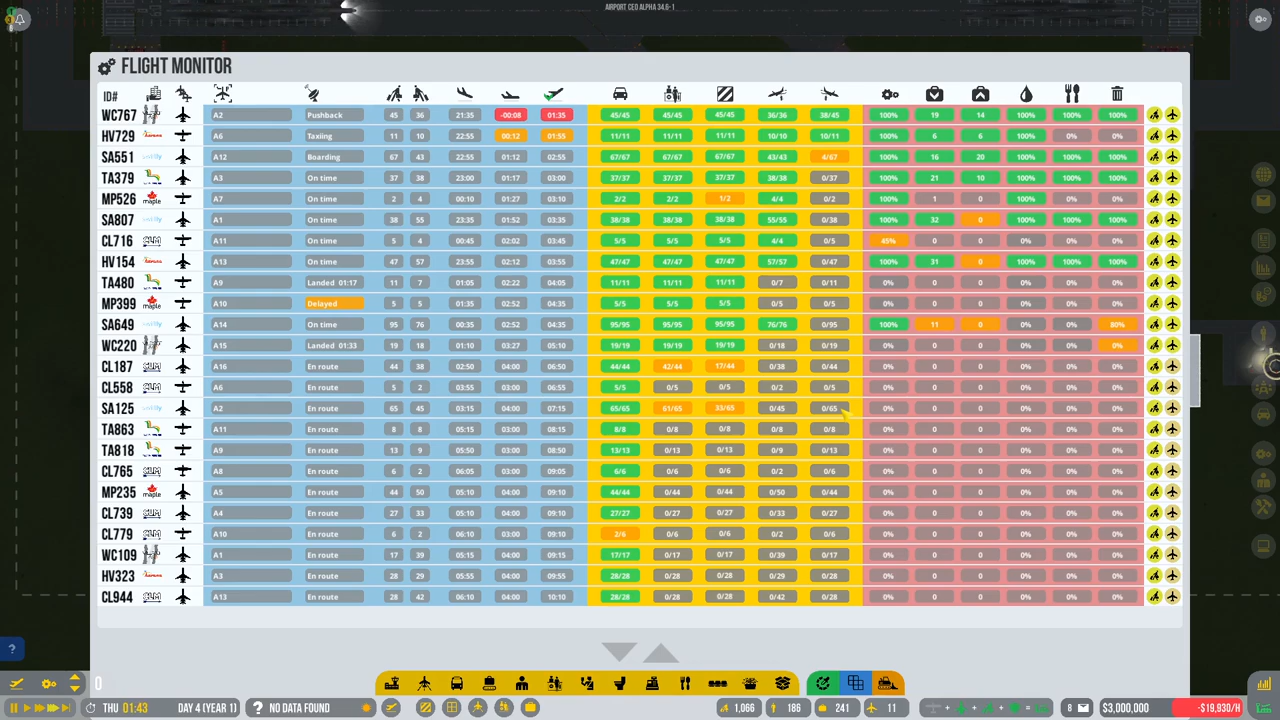 AIRPORT CEO ALPHA 34.6-1
FLIGHT MONITOR
ID#
WC767 A2 Pushback 45 36 21:35 -00:08 01:35 45/45 45/45 45/45 36/36 38/45 100% 19 14 100% 100% 100%
HV729 A6 Taxiing 11 10 22:55 00:12 01:55 11/11 11/11 11/11 10/10 10/11 100% 6 6 100% 0% 0%
SA551 A12 Boarding 67 43 22:55 01:12 02:55 67/67 67/67 67/67 43/43 4/67 100% 16 20 100% 100% 100%
TA379 A3 On time 37 38 23:00 01:17 03:00 37/37 37/37 37/37 38/38 0/37 100% 21 10 100% 100% 100%
MP526 maple A7 On time 2 4 00:10 01:27 03:10 2/2 2/2 1/2 4/4 0/2 100% 1 0 100% 0% 0%
SA807 A1 On time 38 55 23:35 01:52 03:35 38/38 38/38 38/38 55/55 0/38 100% 32 0 100% 100% 100%
CL716 A11 On time 5 4 00:45 02:02 03:45 5/5 5/5 5/5 4/4 0/5 45% 0 0 0% 0% 0%
HV154 A13 On time 47 57 23:55 02:12 03:55 47/47 47/47 47/47 57/57 0/47 100% 31 0 100% 100% 100%
TA480 A9 Landed 01:17 11 7 01:05 02:22 04:05 11/11 11/11 11/11 0/7 0/11 0% 0 0 0% 0% 0%
MP399 maple A10 Delayed 5 5 01:35 02:52 04:35 5/5 5/5 5/5 0/5 0/5 0% 0 0 0% 0% 0%
SA649 A14 On time 95 76 00:35 02:52 04:35 95/95 95/95 95/95 76/76 0/95 100% 11 0 0% 0% 80%
WC220 A15 Landed 01:33 19 18 01:10 03:27 05:10 19/19 19/19 19/19 0/18 0/19 0% 0 0 0% 0% 0%
CL187 A16 En route 44 38 02:50 04:00 06:50 44/44 42/44 17/44 0/38 0/44 0% 0 0 0% 0% 0%
CL558 A6 En route 5 2 03:55 03:00 06:55 5/5 0/5 0/5 0/2 0/5 0% 0 0 0% 0% 0%
SA125 A2 En route 65 45 03:15 04:00 07:15 65/65 61/65 33/65 0/45 0/65 0% 0 0 0% 0% 0%
TA863 A11 En route 8 8 05:15 03:00 08:15 8/8 0/8 0/8 0/8 0/8 0% 0 0 0% 0% 0%
TA818 A9 En route 13 9 05:50 03:00 08:50 13/13 0/13 0/13 0/9 0/13 0% 0 0 0% 0% 0%
CL765 A8 En route 6 2 06:05 03:00 09:05 6/6 0/6 0/6 0/2 0/6 0% 0 0 0% 0% 0%
MP235 maple A5 En route 44 50 05:10 04:00 09:10 44/44 0/44 0/44 0/50 0/44 0% 0 0 0% 0% 0%
CL739 A4 En route 27 33 05:10 04:00 09:10 27/27 0/27 0/27 0/33 0/27 0% 0 0 0% 0% 0%
CL779 A10 En route 6 2 06:10 03:00 09:10 2/6 0/6 0/6 0/2 0/6 0% 0 0 0% 0% 0%
WC109 A1 En route 17 39 05:15 04:00 09:15 17/17 0/17 0/17 0/39 0/17 0% 0 0 0% 0% 0%
HV323 A3 En route 28 29 05:55 04:00 09:55 28/28 0/28 0/28 0/29 0/28 0% 0 0 0% 0% 0%
CL944 A13 En route 28 42 06:10 04:00 10:10 28/28 0/28 0/28 0/42 0/28 0% 0 0 0% 0% 0%
?
0
THU 01:43 DAY 4 (YEAR 1) ? NO DATA FOUND 1,066 186 241 11 8 $3,000,000 -$19,830/H